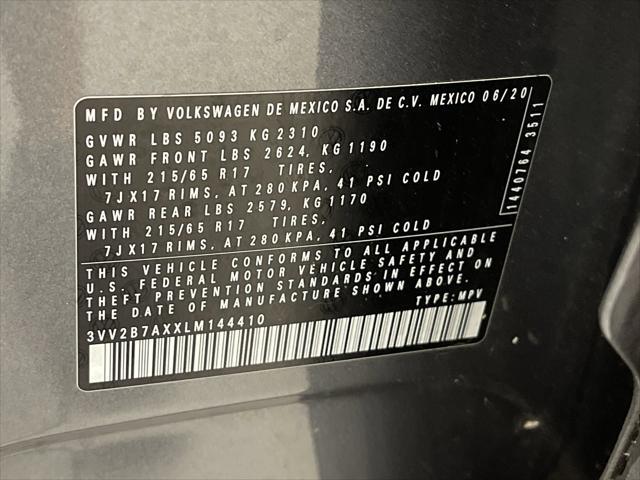 MFD BY VOLKSWAGEN DE MEXICO S.A. DE C.V. MEXICO 06/20
GVWR LBS 5093 KG 2310
GAWR FRONT LBS 2624, KG 1190
WITH 215/65 R17 TIRES,
7JX17 RIMS, AT 280 KPA, 41 PSI COLD
GAWR REAR LBS 2579, KG 1170
WITH 215/65 R17 TIRES,
7JX17 RIMS, AT 280 KPA, 41 PSI COLD
THIS VEHICLE CONFORMS TO ALL APPLICABLE
U.S. FEDERAL MOTOR VEHICLE SAFETY AND
THEFT PREVENTION STANDARDS IN EFFECT ON
THE DATE OF MANUFACTURE SHOWN ABOVE.
3VV2B7AXXLM144410 TYPE: MPV
1440764 3511